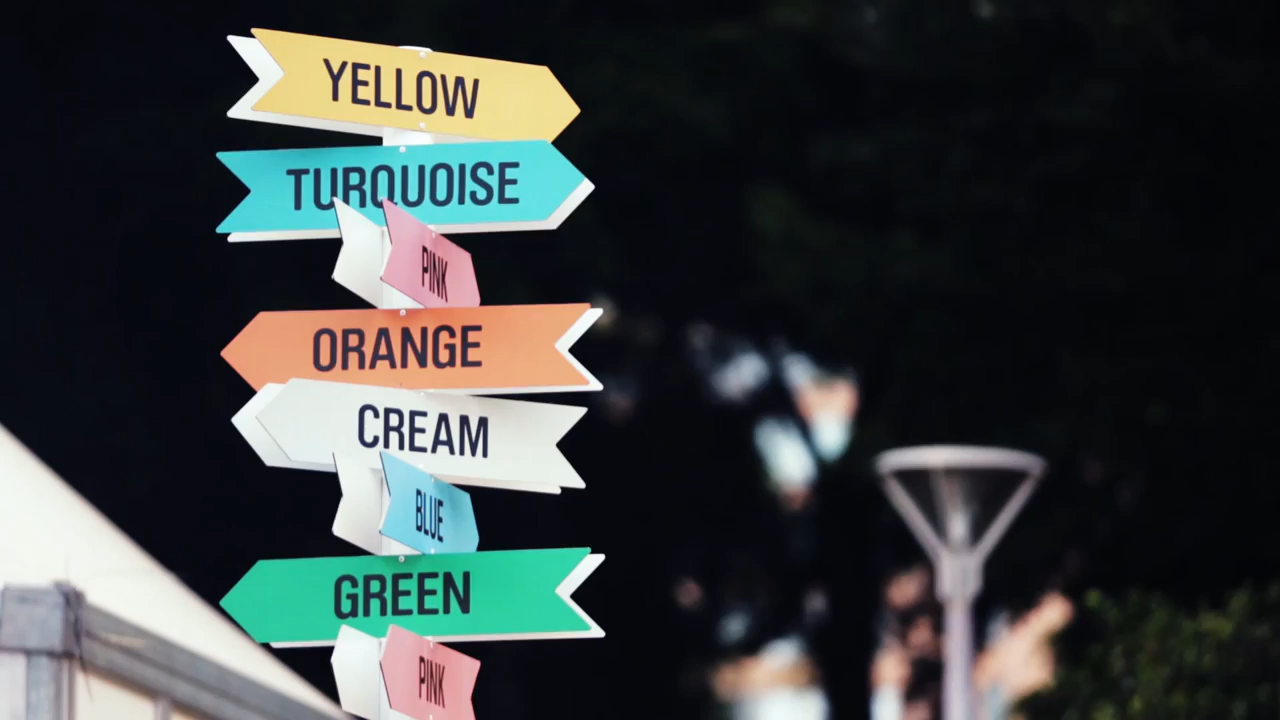 YELLOW
TURQUOISE
PINK
ORANGE
CREAM
BLUE
GREEN
PINK